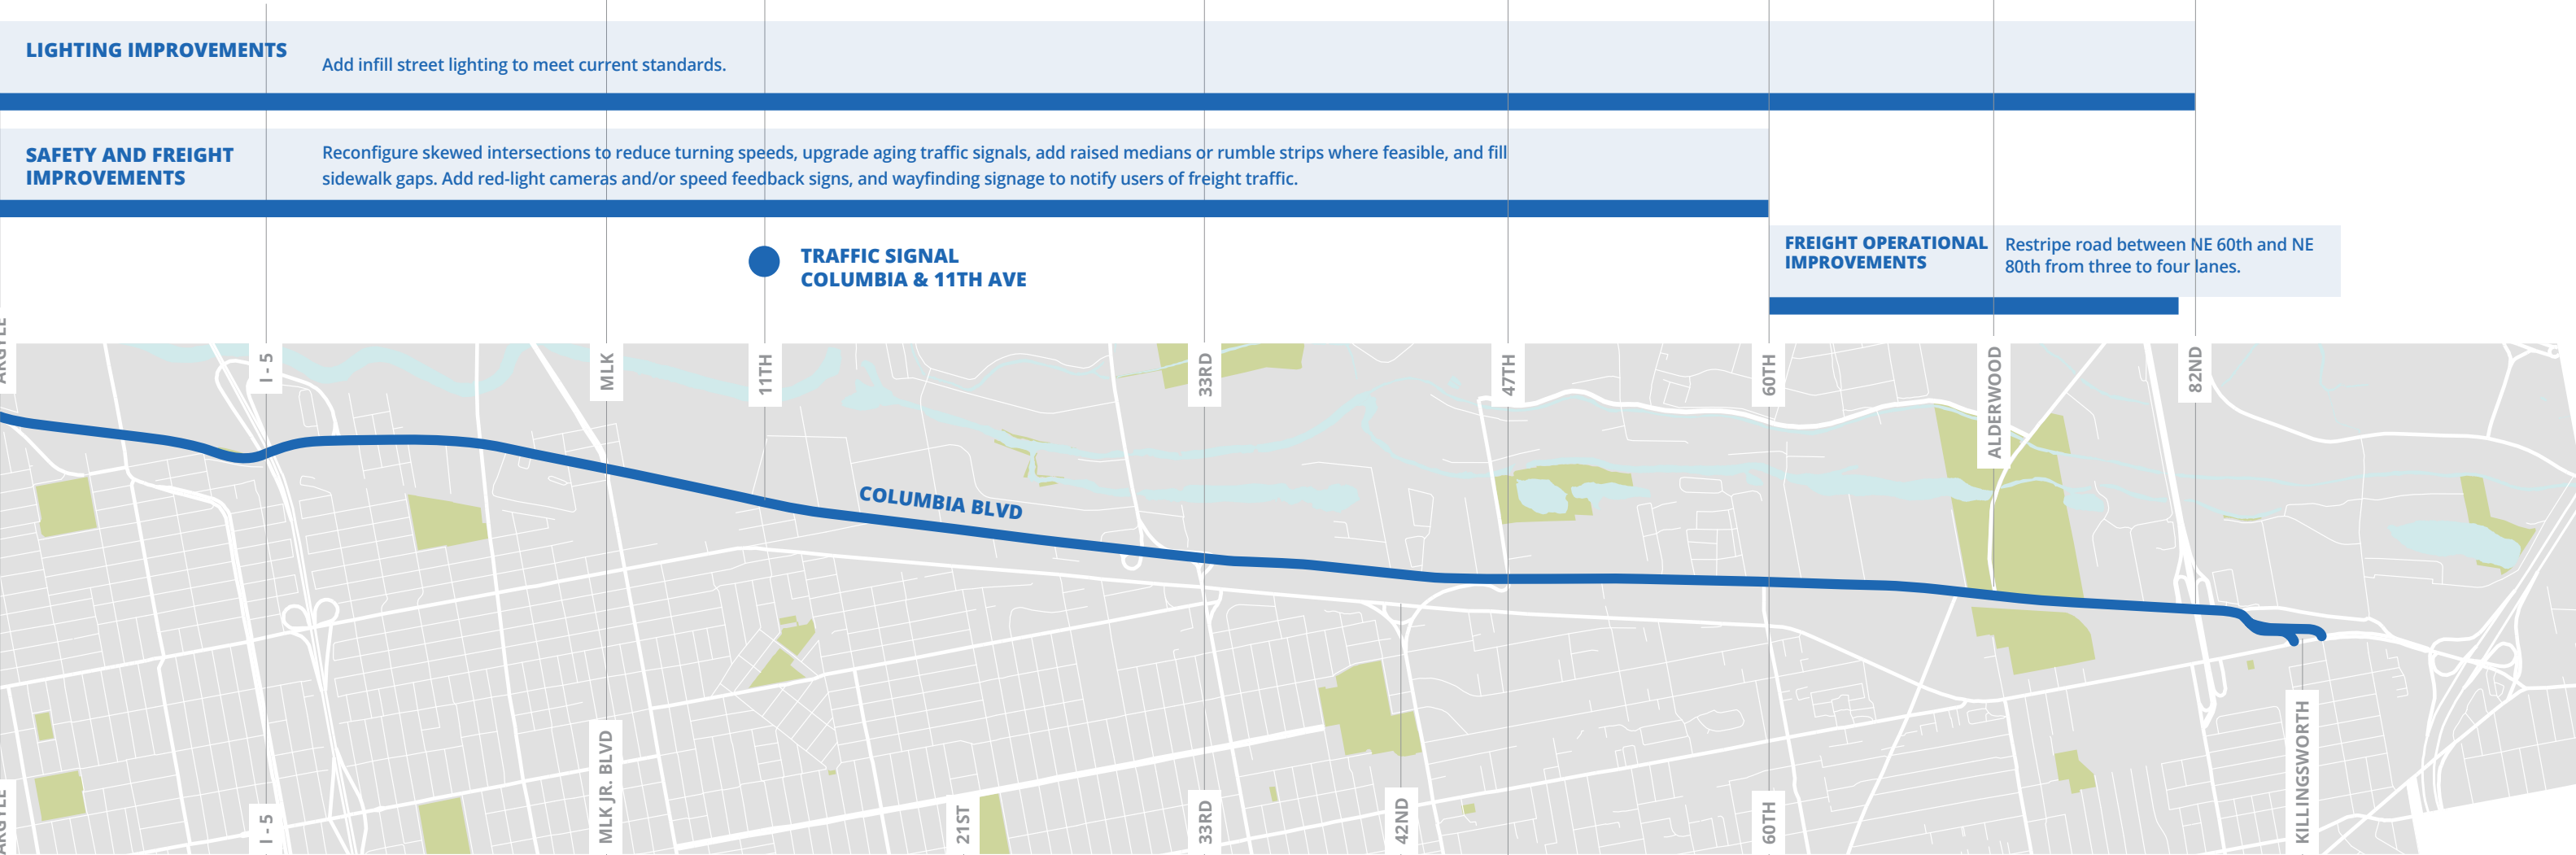 LIGHTING IMPROVEMENTS
Add infill street lighting to meet current standards.
SAFETY AND FREIGHT
IMPROVEMENTS
Reconfigure skewed intersections to reduce turning speeds, upgrade aging traffic signals, add raised medians or rumble strips where feasible, and fill
sidewalk gaps. Add red-light cameras and/or speed feedback signs, and wayfinding signage to notify users of freight traffic.
TRAFFIC SIGNAL
COLUMBIA & 11TH AVE
FREIGHT OPERATIONAL
IMPROVEMENTS
Restripe road between NE 60th and NE
80th from three to four lanes.
ARGYLE
I - 5
MLK
11TH
33RD
47TH
60TH
ALDERWOOD
82ND
COLUMBIA BLVD
ARGYLE
I - 5
MLK JR. BLVD
21ST
33RD
42ND
60TH
KILLINGSWORTH